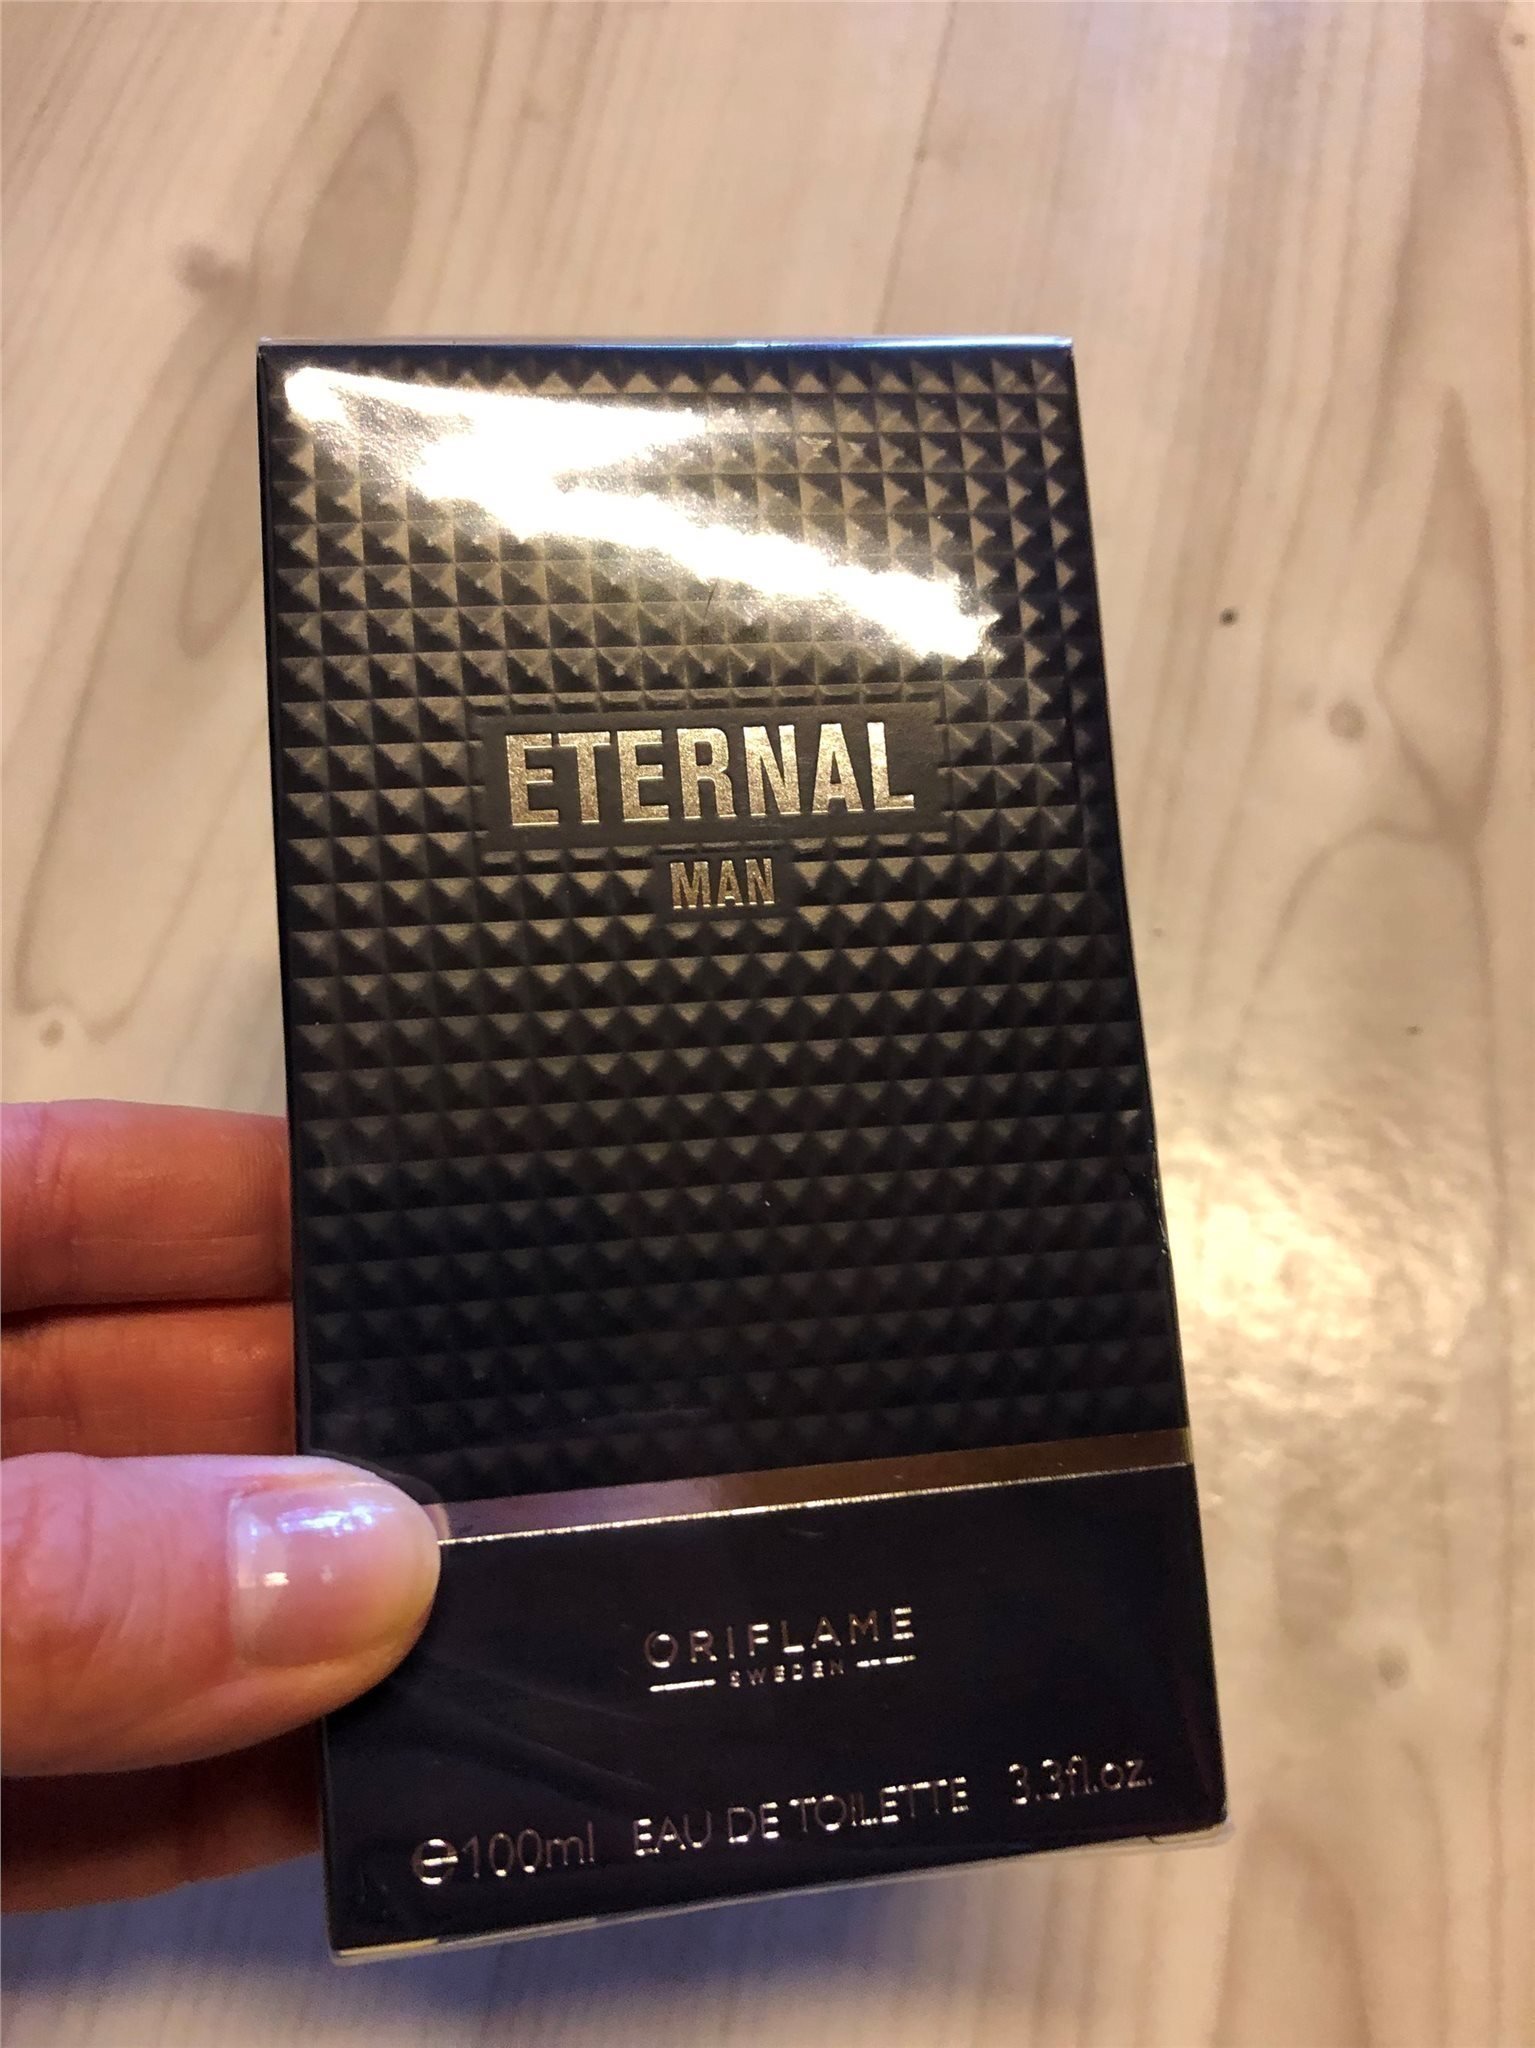 ETERNAL
MAN
ORIFLAME
SWEDEN
℮100ml EAU DE TOILETTE 3.3fl.oz.